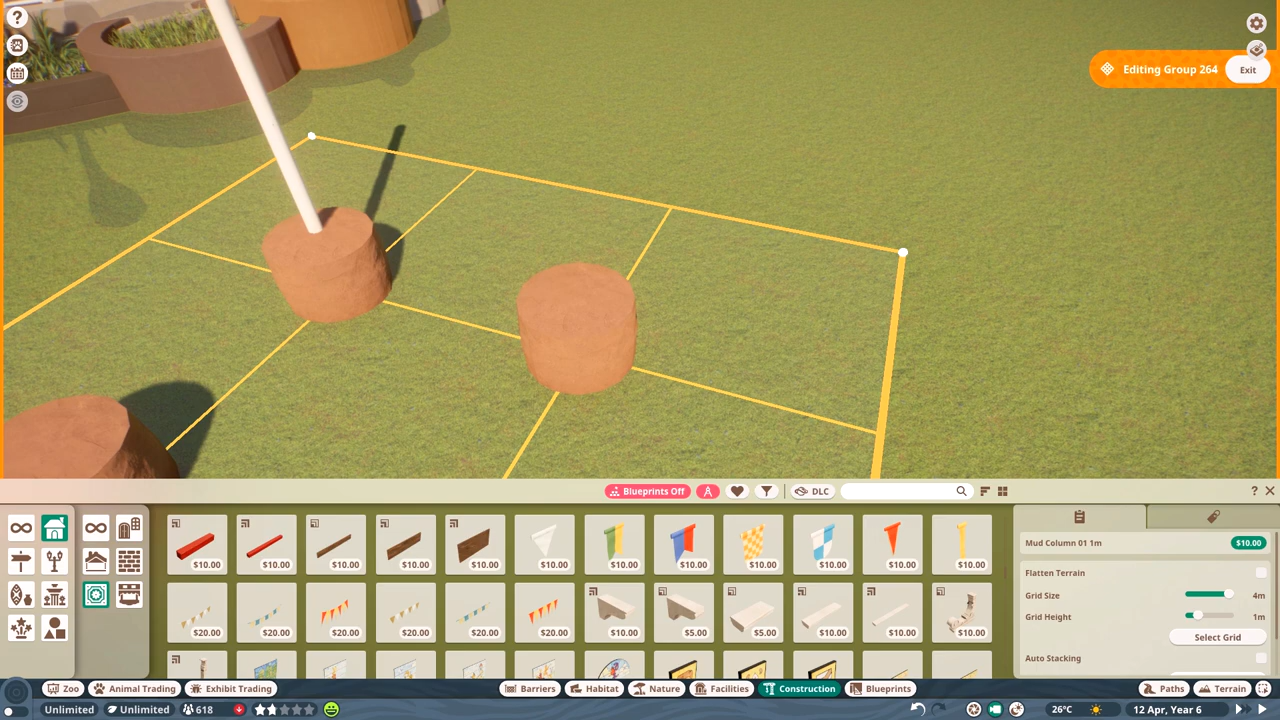 ?
Editing Group 264
Exit
Blueprints Off
DLC
?
$10.00 $10.00 $10.00 $10.00 $10.00 $10.00 $10.00 $10.00 $10.00 $10.00 $10.00 $10.00
$20.00 $20.00 $20.00 $20.00 $20.00 $20.00 $10.00 $5.00 $5.00 $10.00 $10.00 $10.00
Mud Column 01 1m $10.00
Flatten Terrain
Grid Size 4m
Grid Height 1m
Select Grid
Auto Stacking
Zoo Animal Trading Exhibit Trading Barriers Habitat Nature Facilities Construction Blueprints Paths Terrain
Unlimited Unlimited 618 26°C 12 Apr, Year 6